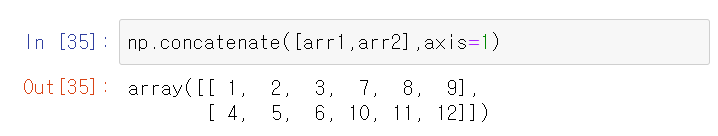 In [35]: np.concatenate([arr1,arr2],axis=1)
Out[35]: array([[ 1,  2,  3,  7,  8,  9],
       [ 4,  5,  6, 10, 11, 12]])